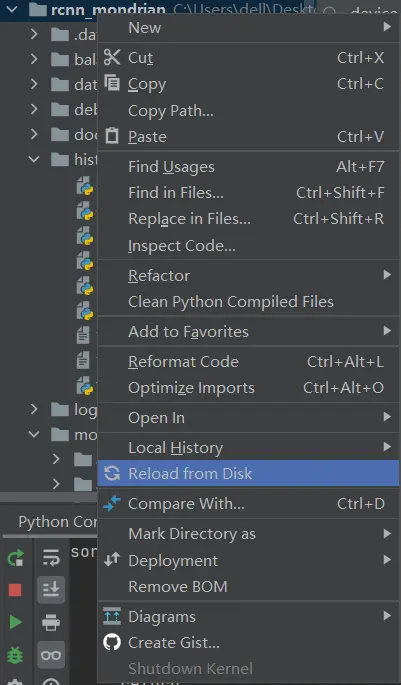 rcnn_mondrian C:\Users\dell\Deskt device
New
.da
Cut Ctrl+X
bal
Copy Ctrl+C
dat
Copy Path...
deb
Paste Ctrl+V
doc
hist
Find Usages Alt+F7
Find in Files... Ctrl+Shift+F
Replace in Files... Ctrl+Shift+R
Inspect Code...
Refactor
Clean Python Compiled Files
Add to Favorites
Reformat Code Ctrl+Alt+L
Optimize Imports Ctrl+Alt+O
log
Open In
mo
Local History
Reload from Disk
Compare With... Ctrl+D
Python Con
Mark Directory as
son
Deployment
Remove BOM
Diagrams
Create Gist...
Shutdown Kernel